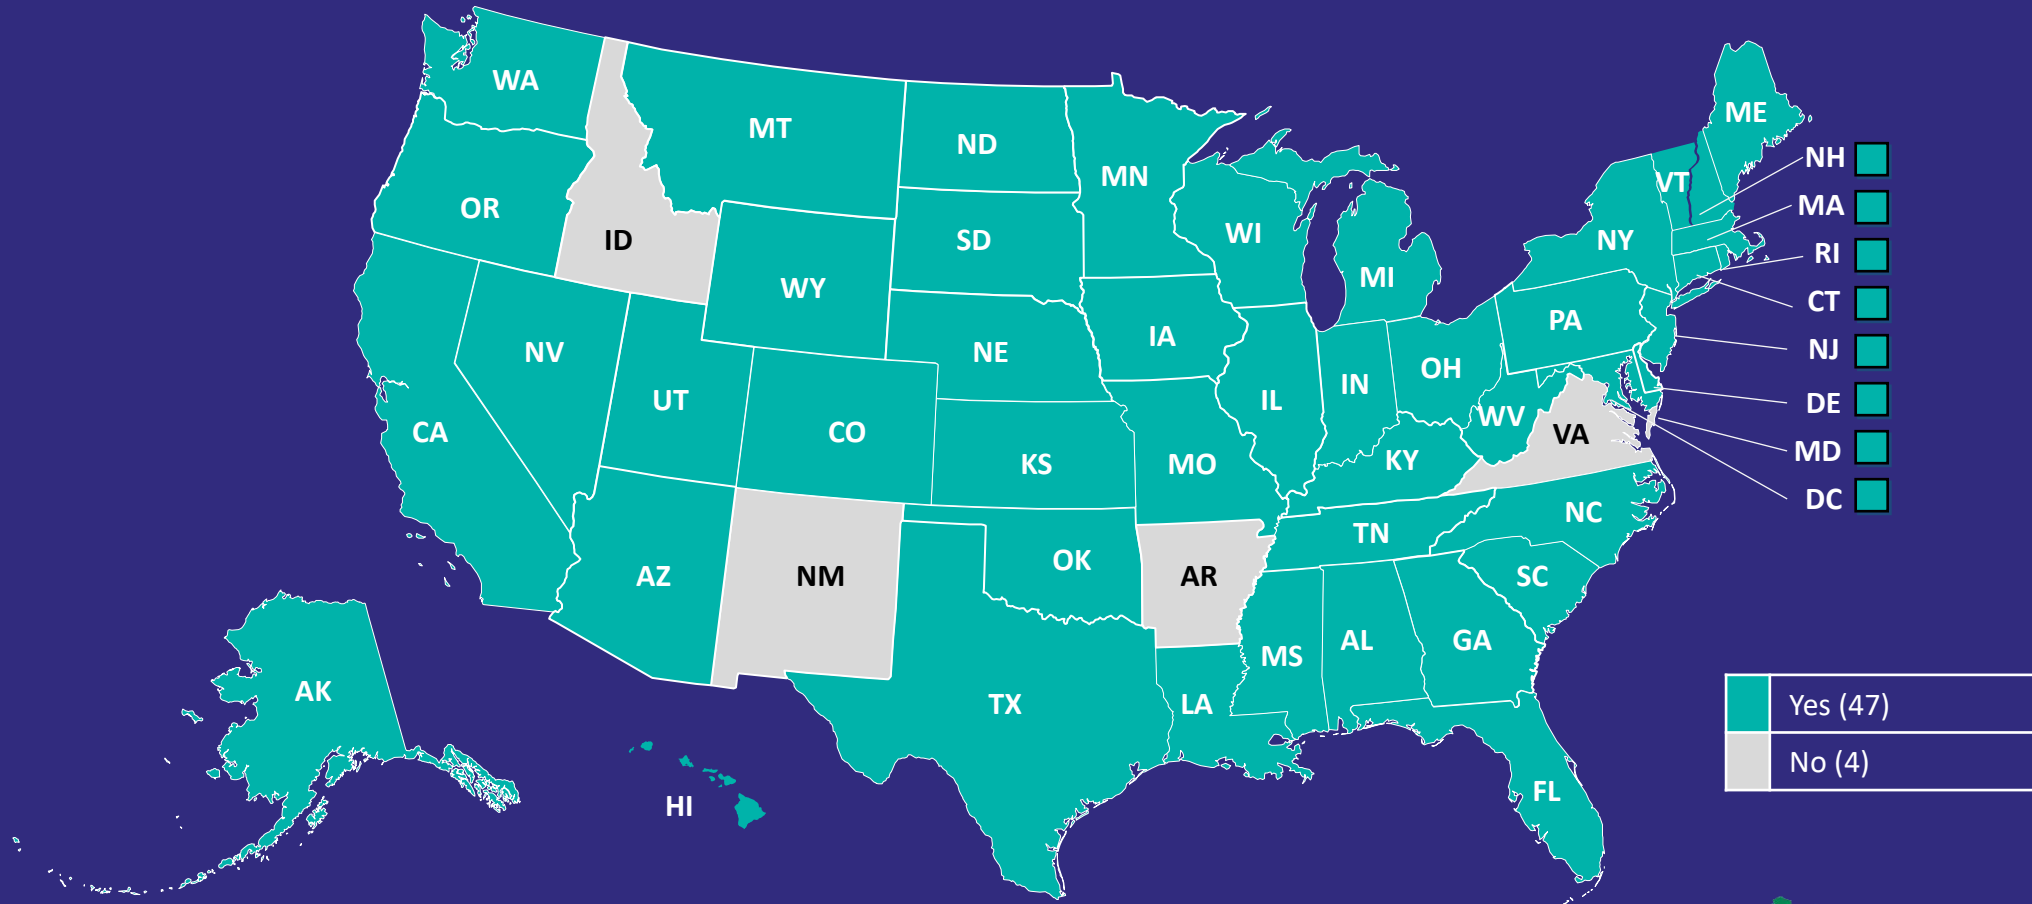 WA
MT
ND
MN
ME
NH
VT
MA
OR
ID
SD
WI
NY
RI
WY
MI
CT
PA
NV
NE
IA
NJ
UT
OH
IN
IL
DE
CA
CO
WV
VA
KS
MO
KY
MD
DC
NC
TN
AZ
NM
OK
AR
SC
MS
AL
GA
AK
TX
LA
Yes (47)
No (4)
FL
HI